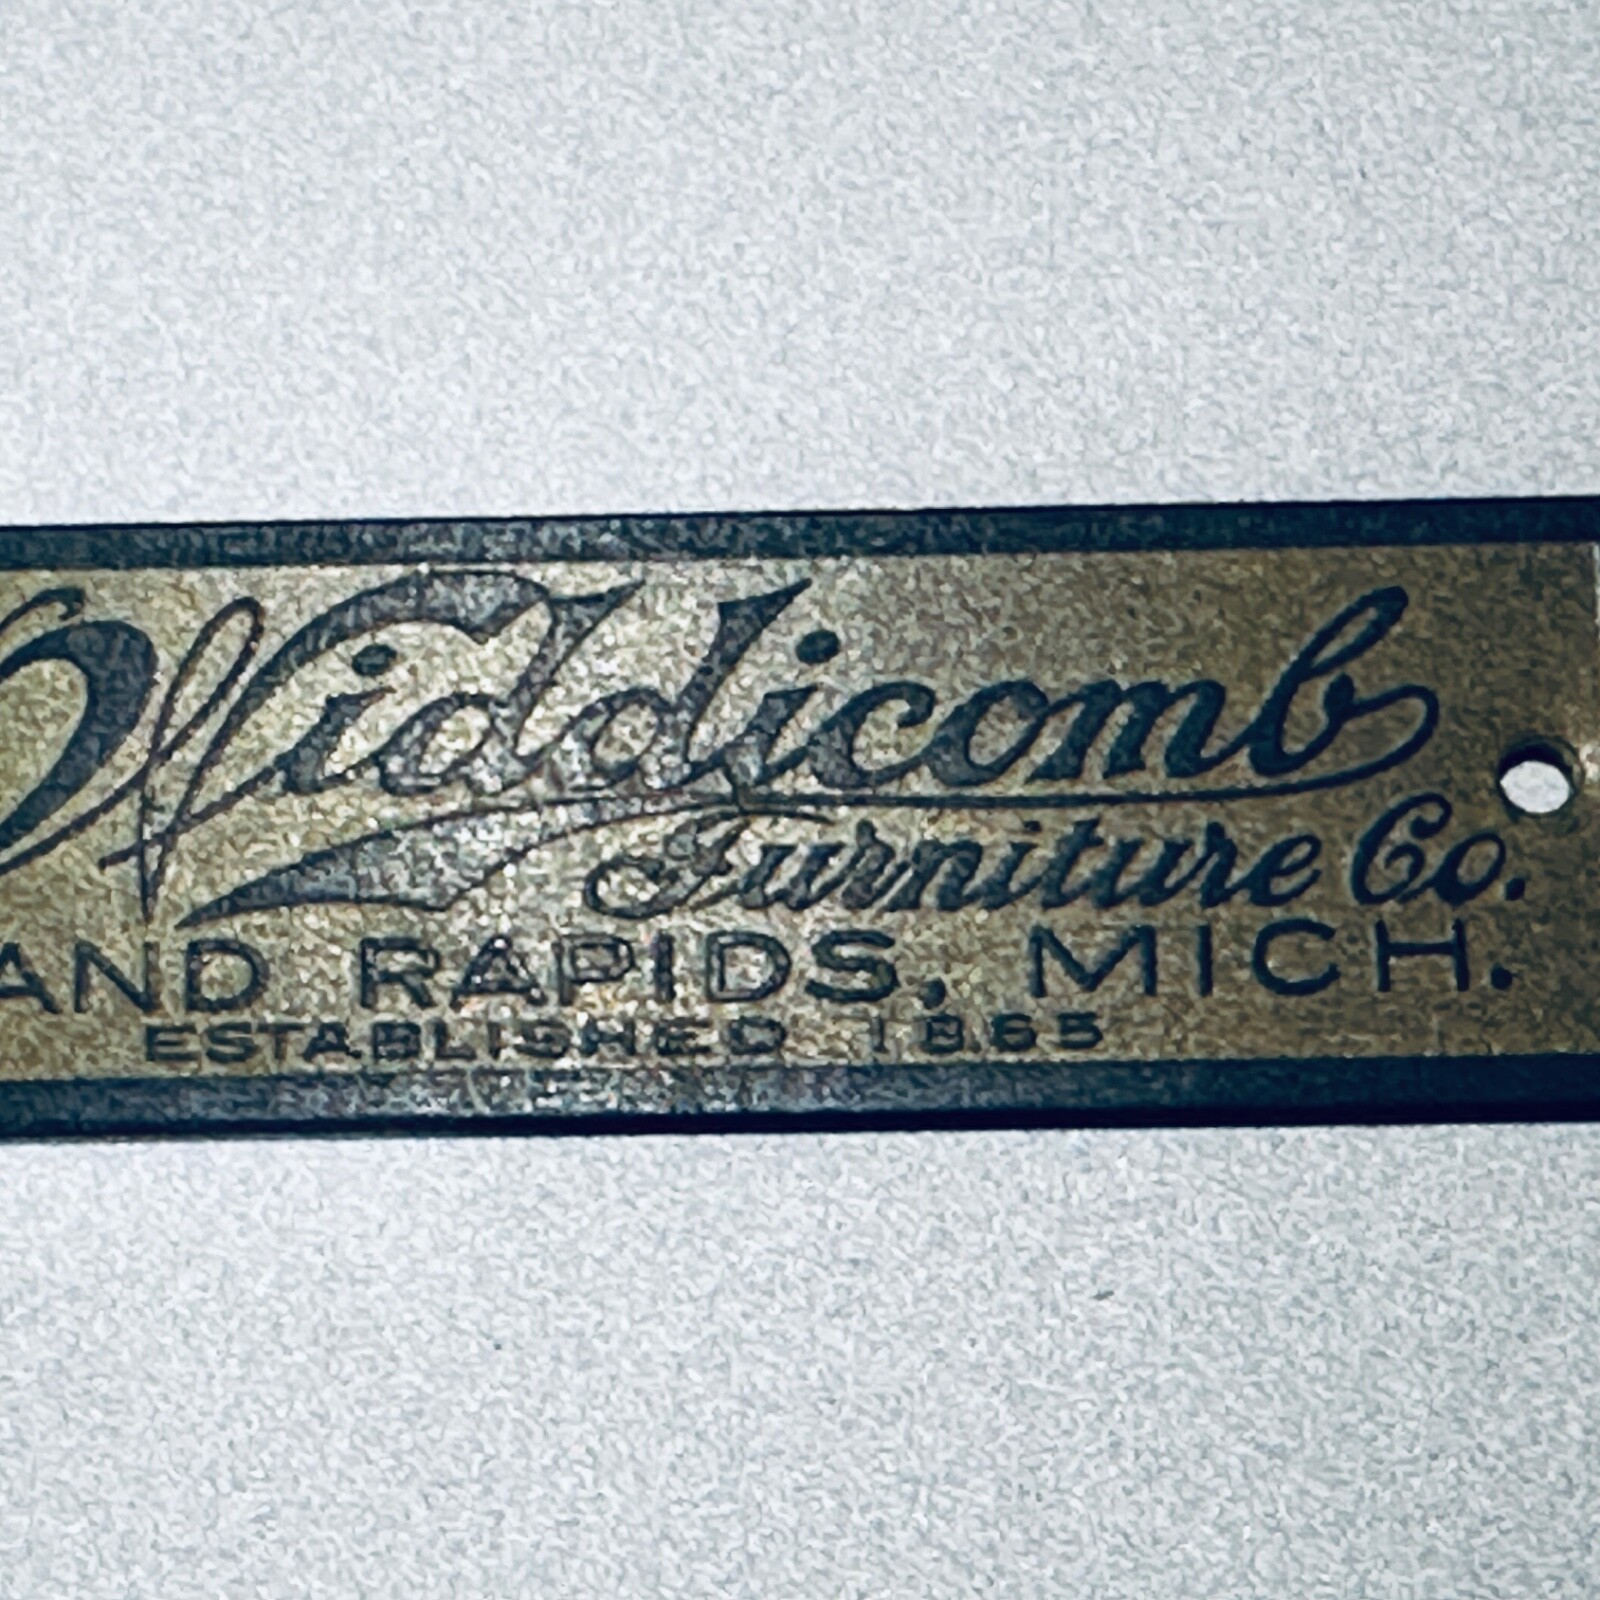 Widdicomb
Furniture Co.
AND RAPIDS, MICH.
ESTABLISHED 1865